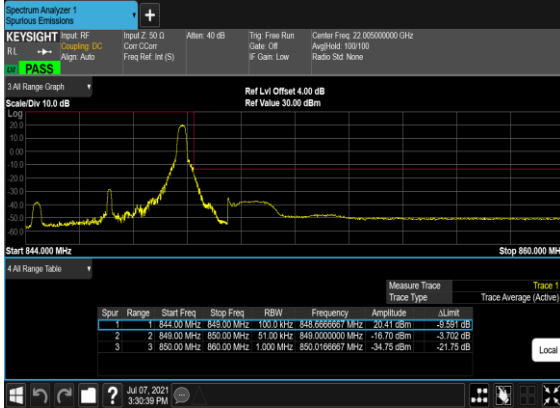 Spectrum Analyzer 1
Spurious Emissions
+
KEYSIGHT Input: RF Input Z: 50 Ω Atten: 40 dB Trig: Free Run Center Freq: 22.005000000 GHz
RL Coupling: DC Corr CCorr Gate: Off Avg|Hold: 100/100
Align: Auto Freq Ref: Int (S) IF Gain: Low Radio Std: None
PASS
3 All Range Graph
Ref Lvl Offset 4.00 dB
Scale/Div 10.0 dB Ref Value 30.00 dBm
Log
20.0
10.0
0.00
-10.0
-20.0
-30.0
-40.0
-50.0
-60.0
Start 844.000 MHz Stop 860.000 MH
4 All Range Table
Measure Trace Trace 1
Trace Type Trace Average (Active)
Spur Range Start Freq Stop Freq RBW Frequency Amplitude ΔLimit
1 1 844.00 MHz 849.00 MHz 100.0 kHz 848.6666667 MHz 20.41 dBm -9.591 dB
2 2 849.00 MHz 850.00 MHz 51.00 kHz 849.0000000 MHz -16.70 dBm -3.702 dB
3 3 850.00 MHz 860.00 MHz 1.000 MHz 850.0166667 MHz -34.75 dBm -21.75 dB
Local
?
Jul 07, 2021
3:30:39 PM